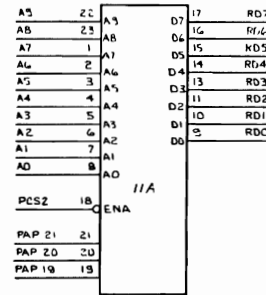 A9 22 A9 D7 17 RD7
A8 23 A8 D6 16 RD6
A7 1 A7 D5 15 RD5
A6 2 A6 D4 14 RD4
A5 3 A5 D3 13 RD3
A4 4 A4 D2 11 RD2
A3 5 A3 D1 10 RD1
A2 6 A2 D0 9 RD0
A1 7 A1
A0 8 A0
11A
PCS2 18 ENA
PAP 21 21
PAP 20 20
PAP 19 19